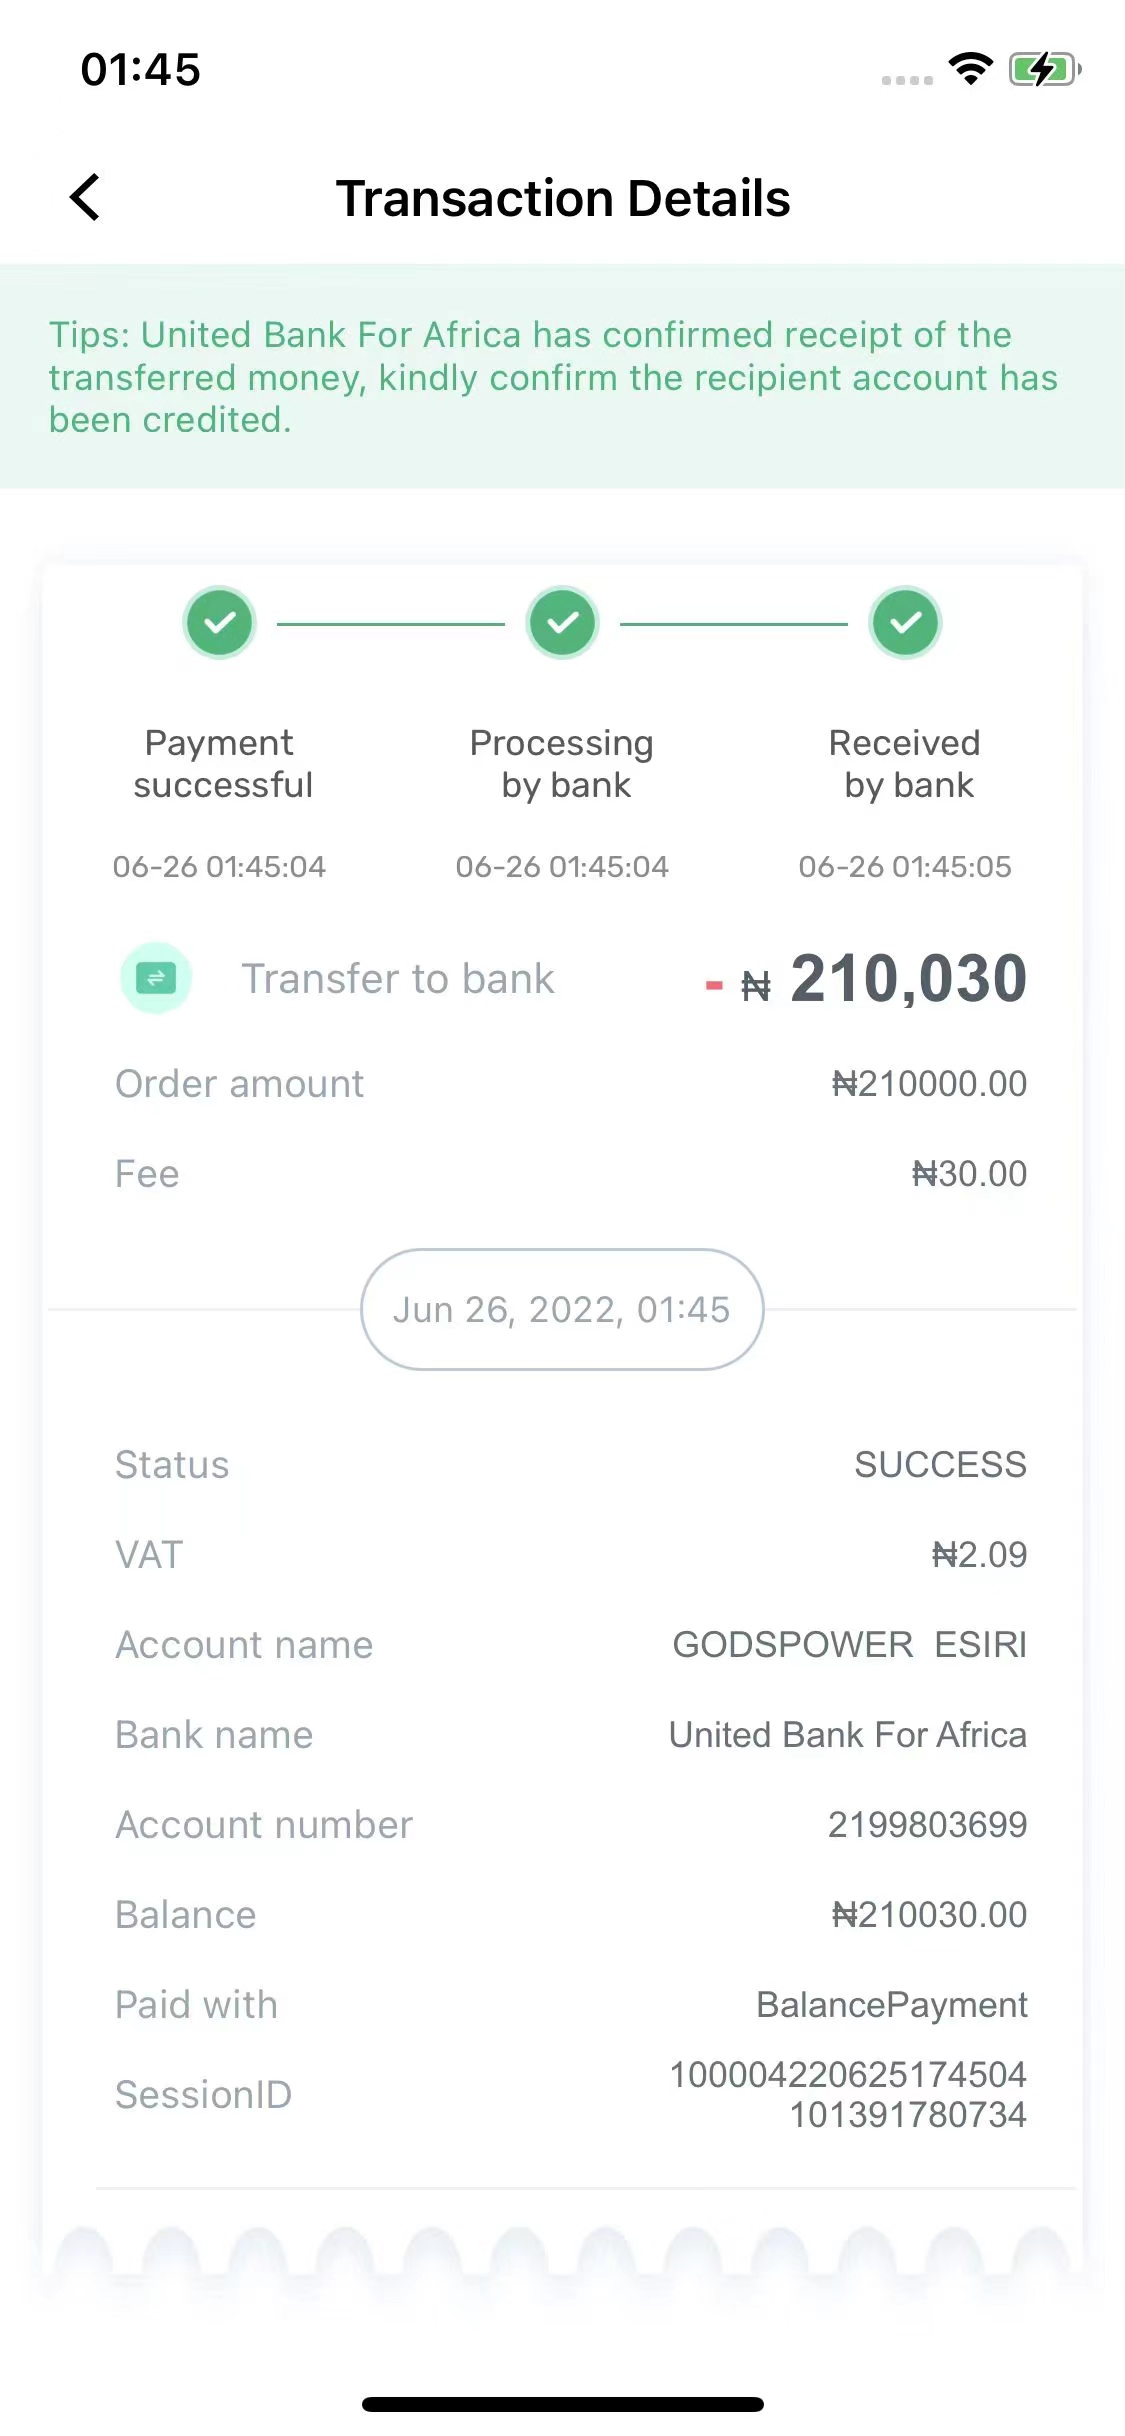 01:45
Transaction Details
Tips: United Bank For Africa has confirmed receipt of the
transferred money, kindly confirm the recipient account has
been credited.
Payment successful
Processing by bank
Received by bank
06-26 01:45:04
06-26 01:45:04
06-26 01:45:05
Transfer to bank - ₦ 210,030
Order amount ₦210000.00
Fee ₦30.00
Jun 26, 2022, 01:45
Status SUCCESS
VAT ₦2.09
Account name GODSPOWER  ESIRI
Bank name United Bank For Africa
Account number 2199803699
Balance ₦210030.00
Paid with BalancePayment
SessionID 100004220625174504
101391780734